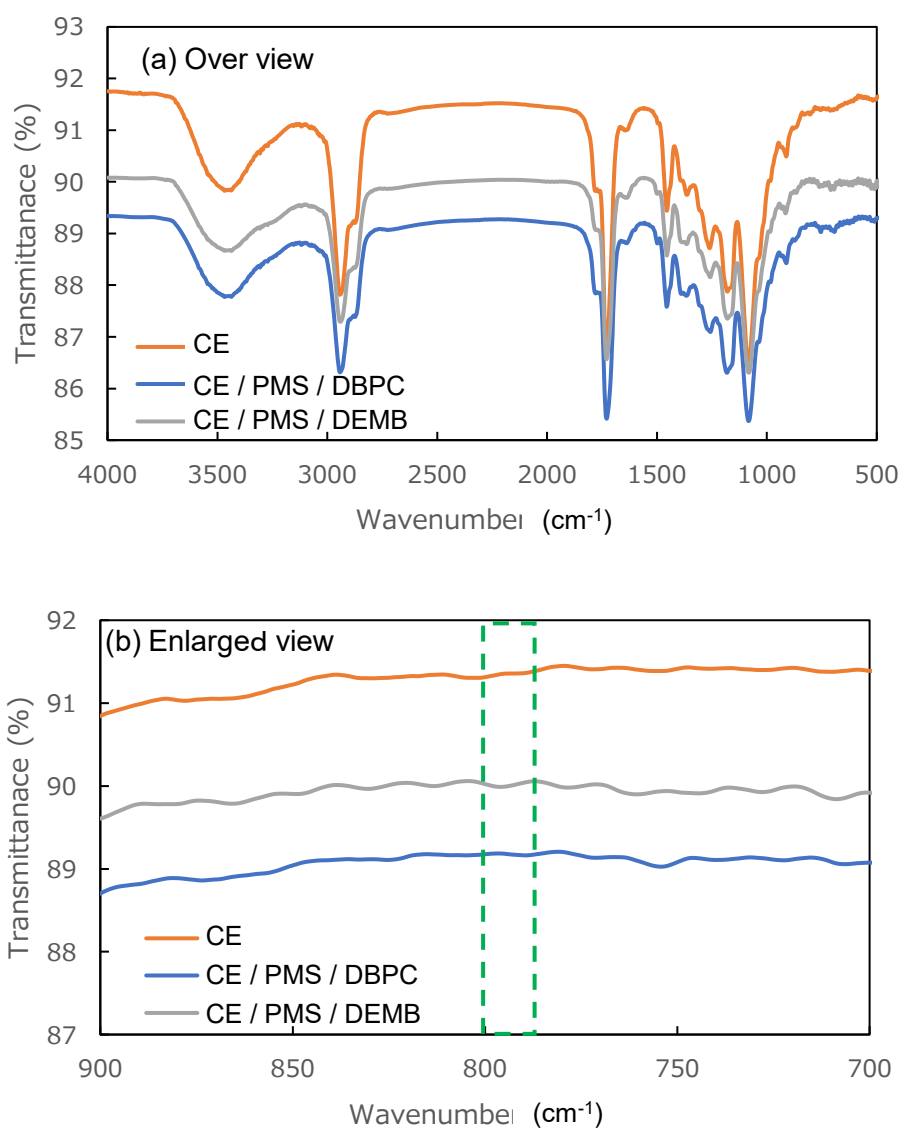 93
(a) Over view
92
91
90
89
88
87
86
85
Transmittanace (%)
CE
CE / PMS / DBPC
CE / PMS / DEMB
4000 3500 3000 2500 2000 1500 1000 500
Wavenumber (cm-1)
92
(b) Enlarged view
91
90
89
88
87
Transmittanace (%)
CE
CE / PMS / DBPC
CE / PMS / DEMB
900 850 800 750 700
Wavenumber (cm-1)